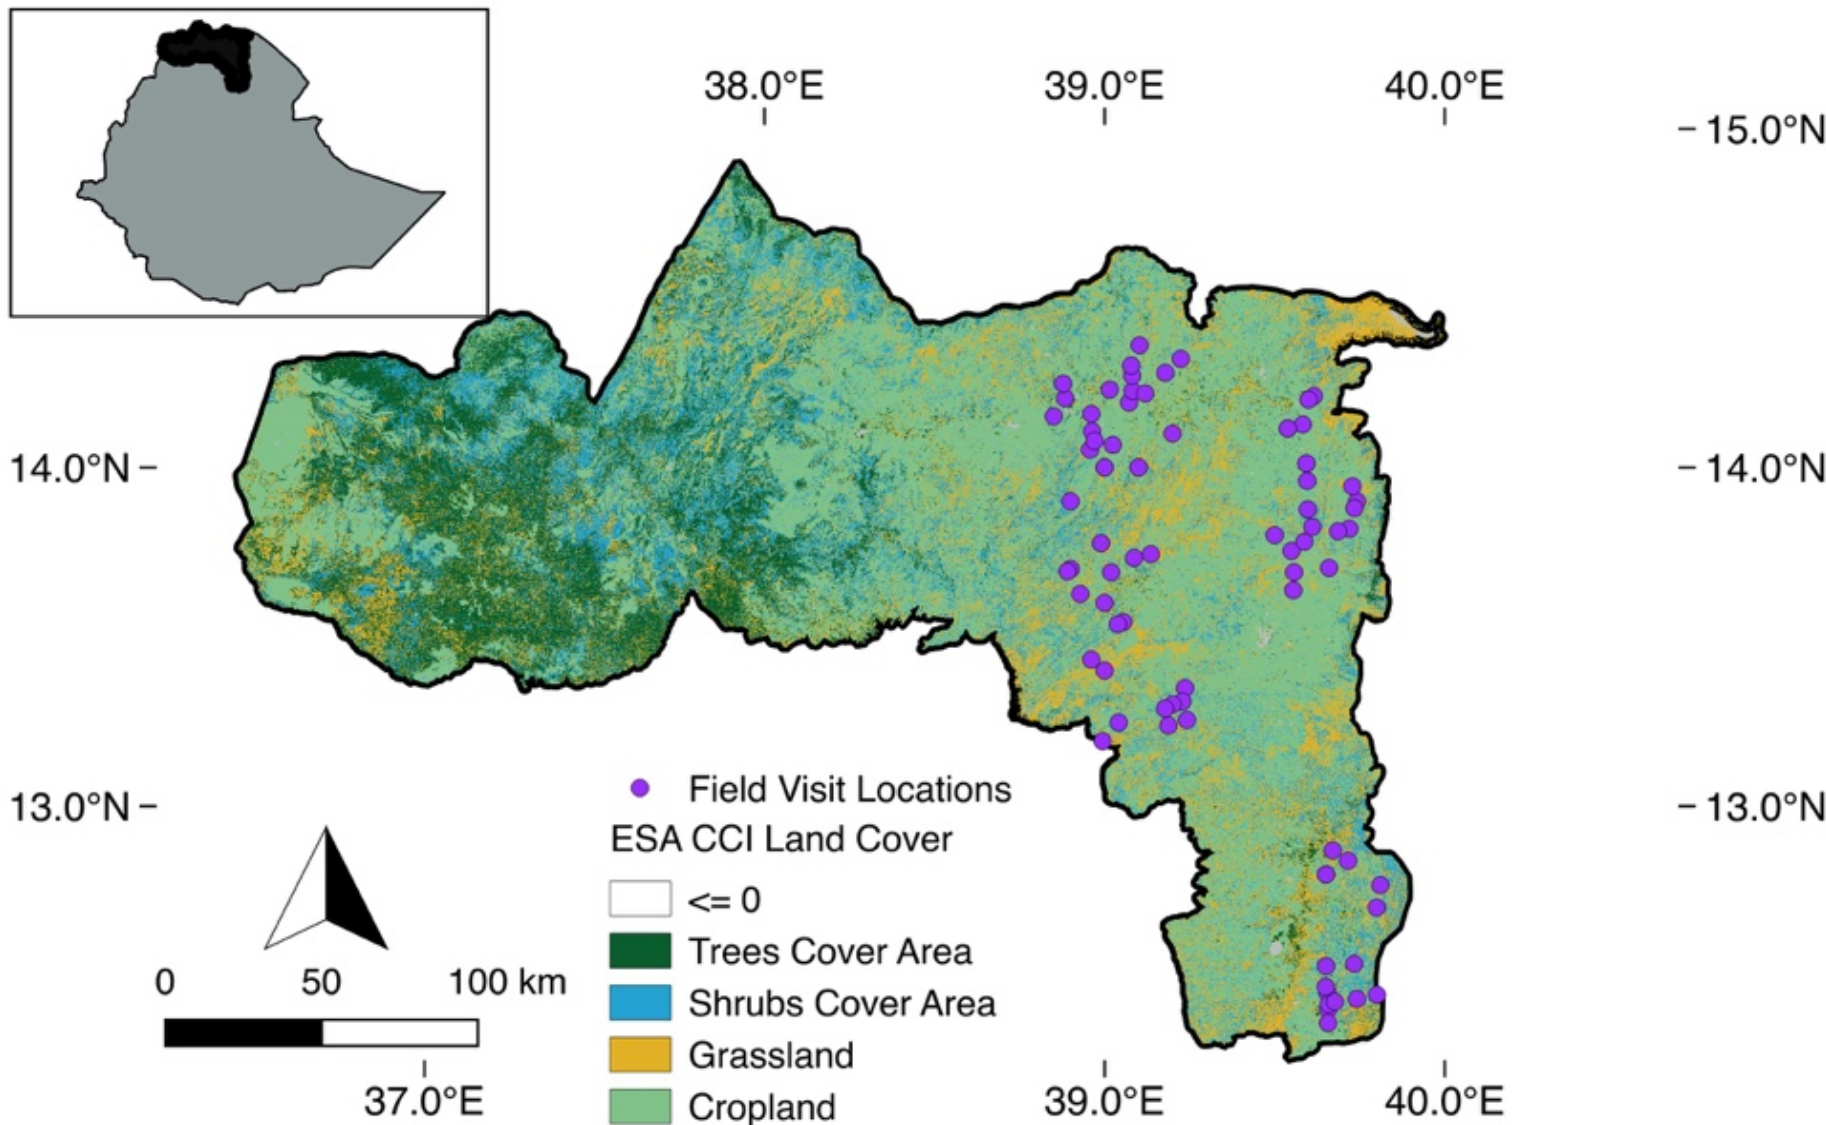 38.0°E 39.0°E 40.0°E
15.0°N
14.0°N 14.0°N
13.0°N 13.0°N
Field Visit Locations
ESA CCI Land Cover
<= 0
Trees Cover Area
Shrubs Cover Area
Grassland
Cropland
0 50 100 km
37.0°E 39.0°E 40.0°E